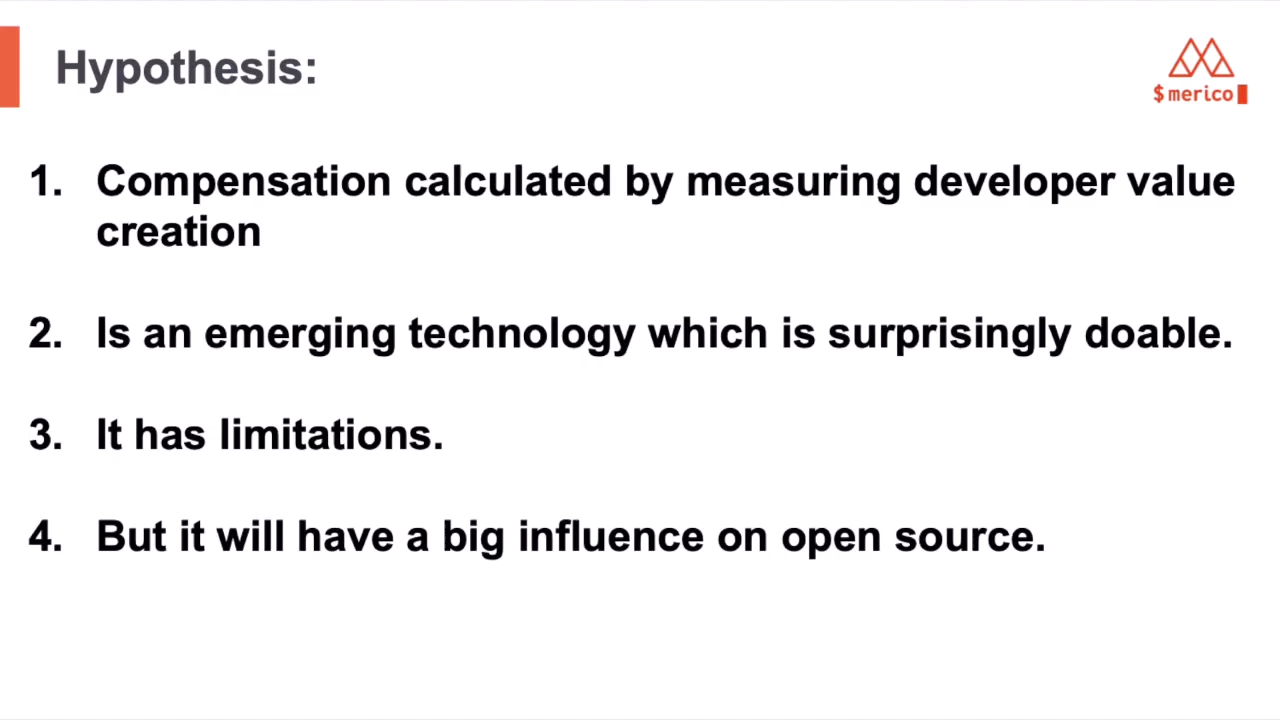 Hypothesis:
$ merico
1. Compensation calculated by measuring developer value
creation
2. Is an emerging technology which is surprisingly doable.
3. It has limitations.
4. But it will have a big influence on open source.